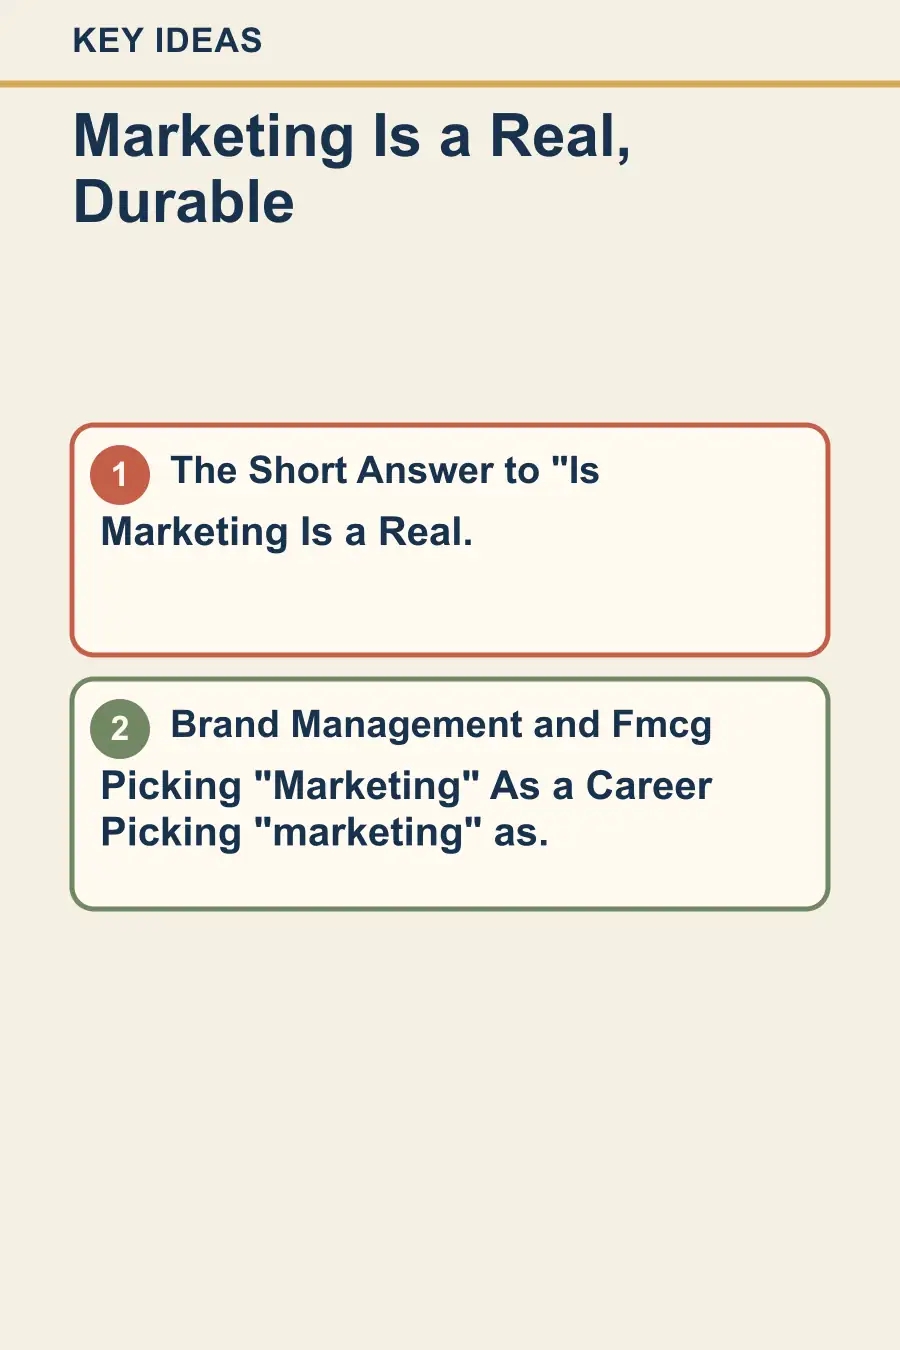 KEY IDEAS
Marketing Is a Real,
Durable
1
The Short Answer to "Is
Marketing Is a Real.
2
Brand Management and Fmcg
Picking "Marketing" As a Career
Picking "marketing" as.